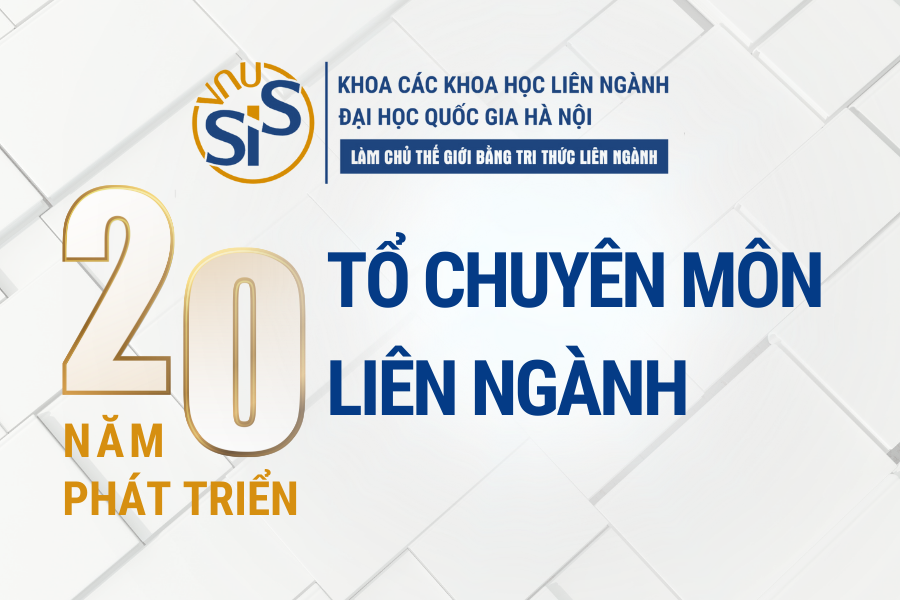 VNU
SIS
KHOA CÁC KHOA HỌC LIÊN NGÀNH
ĐẠI HỌC QUỐC GIA HÀ NỘI
LÀM CHỦ THẾ GIỚI BẰNG TRI THỨC LIÊN NGÀNH
20
NĂM
PHÁT TRIỂN
TỔ CHUYÊN MÔN
LIÊN NGÀNH